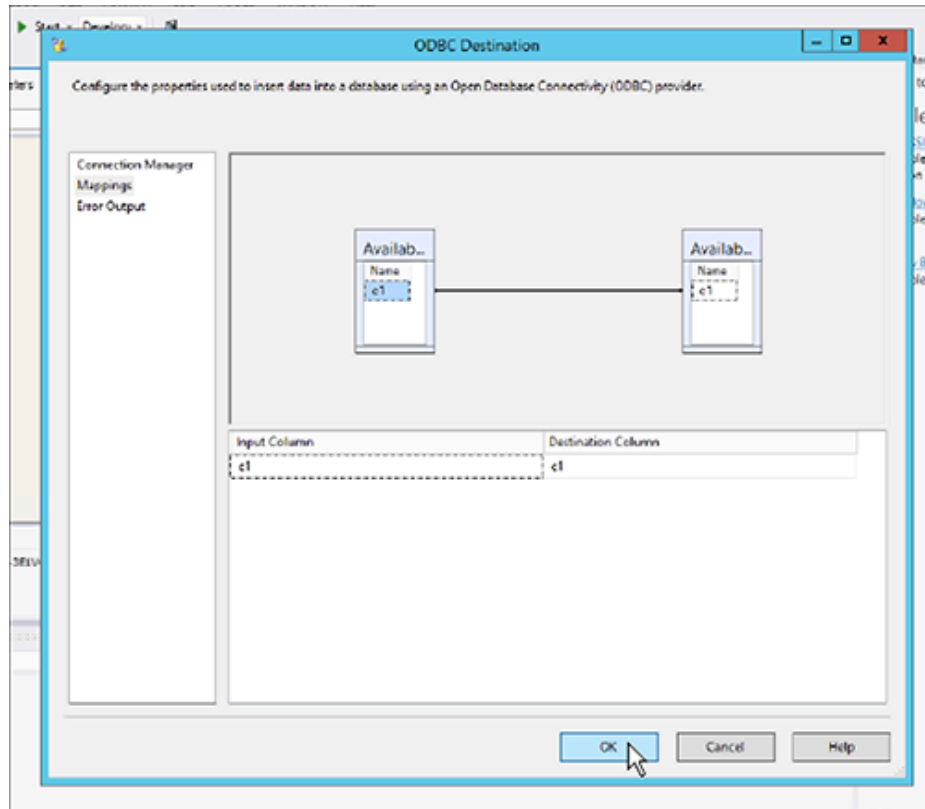 Start Develop
ODBC Destination
Configure the properties used to insert data into a database using an Open Database Connectivity (ODBC) provider.
Connection Manager
Mappings
Error Output
Availab...
Name
c1
Availab...
Name
c1
Input Column Destination Column
c1 c1
OK Cancel Help